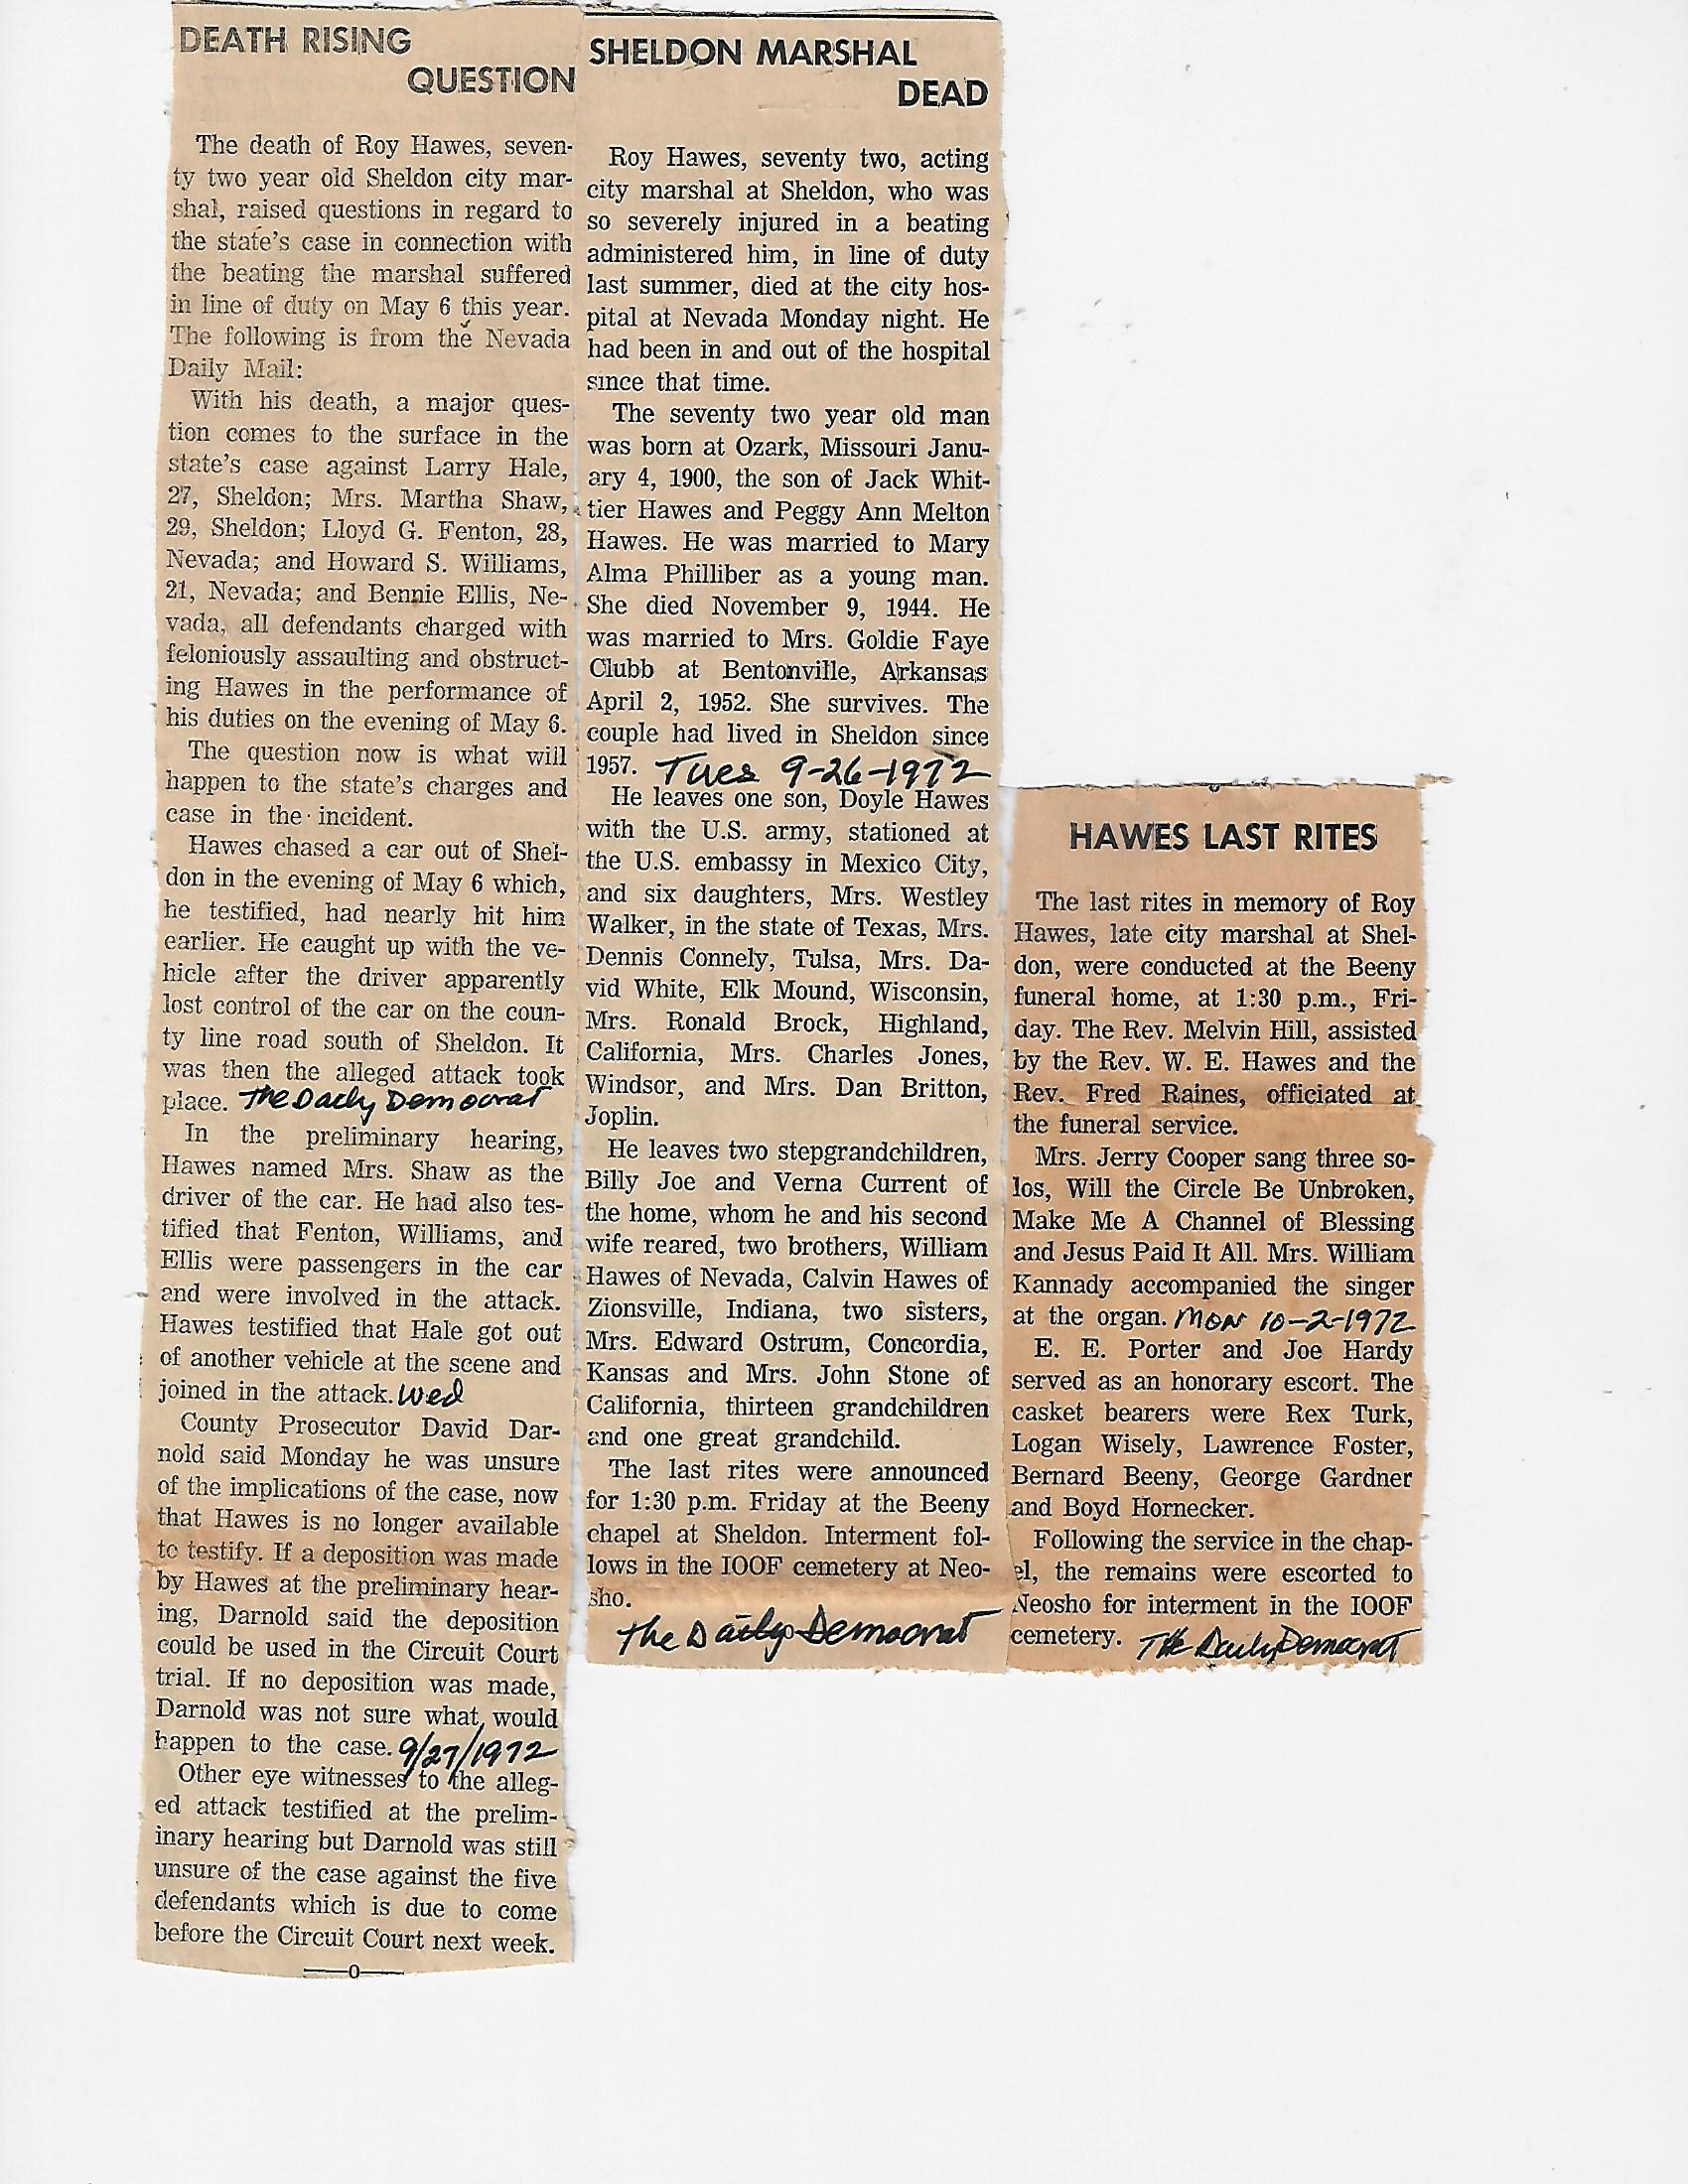 DEATH RISING
QUESTION
The death of Roy Hawes, seven-
ty two year old Sheldon city mar-
shal, raised questions in regard to
the state's case in connection with
the beating the marshal suffered
in line of duty on May 6 this year.
The following is from the Nevada
Daily Mail:
With his death, a major ques-
tion comes to the surface in the
state's case against Larry Hale,
27, Sheldon; Mrs. Martha Shaw,
29, Sheldon; Lloyd G. Fenton, 28,
Nevada; and Howard S. Williams,
21, Nevada; and Bennie Ellis, Ne-
vada, all defendants charged with
feloniously assaulting and obstruct-
ing Hawes in the performance of
his duties on the evening of May 6.
The question now is what will
happen to the state's charges and
case in the incident.
Hawes chased a car out of Shel-
don in the evening of May 6 which,
he testified, had nearly hit him
earlier. He caught up with the ve-
hicle after the driver apparently
lost control of the car on the coun-
ty line road south of Sheldon. It
was then the alleged attack took
place. The Daily Democrat
In the preliminary hearing,
Hawes named Mrs. Shaw as the
driver of the car. He had also tes-
tified that Fenton, Williams, and
Ellis were passengers in the car
and were involved in the attack.
Hawes testified that Hale got out
of another vehicle at the scene and
joined in the attack. Wed
County Prosecutor David Dar-
nold said Monday he was unsure
of the implications of the case, now
that Hawes is no longer available
to testify. If a deposition was made
by Hawes at the preliminary hear-
ing, Darnold said the deposition
could be used in the Circuit Court
trial. If no deposition was made,
Darnold was not sure what would
happen to the case. 9/27/1972
Other eye witnesses to the alleg-
ed attack testified at the prelim-
inary hearing but Darnold was still
unsure of the case against the five
defendants which is due to come
before the Circuit Court next week.
—o—
SHELDON MARSHAL
DEAD
Roy Hawes, seventy two, acting
city marshal at Sheldon, who was
so severely injured in a beating
administered him, in line of duty
last summer, died at the city hos-
pital at Nevada Monday night. He
had been in and out of the hospital
since that time.
The seventy two year old man
was born at Ozark, Missouri Janu-
ary 4, 1900, the son of Jack Whit-
tier Hawes and Peggy Ann Melton
Hawes. He was married to Mary
Alma Philliber as a young man.
She died November 9, 1944. He
was married to Mrs. Goldie Faye
Clubb at Bentonville, Arkansas
April 2, 1952. She survives. The
couple had lived in Sheldon since
1957. Tues 9-26-1972
He leaves one son, Doyle Hawes
with the U.S. army, stationed at
the U.S. embassy in Mexico City,
and six daughters, Mrs. Westley
Walker, in the state of Texas, Mrs.
Dennis Connely, Tulsa, Mrs. Da-
vid White, Elk Mound, Wisconsin,
Mrs. Ronald Brock, Highland,
California, Mrs. Charles Jones,
Windsor, and Mrs. Dan Britton,
Joplin.
He leaves two stepgrandchildren,
Billy Joe and Verna Current of
the home, whom he and his second
wife reared, two brothers, William
Hawes of Nevada, Calvin Hawes of
Zionsville, Indiana, two sisters,
Mrs. Edward Ostrum, Concordia,
Kansas and Mrs. John Stone of
California, thirteen grandchildren
and one great grandchild.
The last rites were announced
for 1:30 p.m. Friday at the Beeny
chapel at Sheldon. Interment fol-
lows in the IOOF cemetery at Neo-
sho.
The Daily Democrat
HAWES LAST RITES
The last rites in memory of Roy
Hawes, late city marshal at Shel-
don, were conducted at the Beeny
funeral home, at 1:30 p.m., Fri-
day. The Rev. Melvin Hill, assisted
by the Rev. W. E. Hawes and the
Rev. Fred Raines, officiated at
the funeral service.
Mrs. Jerry Cooper sang three so-
los, Will the Circle Be Unbroken,
Make Me A Channel of Blessing
and Jesus Paid It All. Mrs. William
Kannady accompanied the singer
at the organ. Mon 10-2-1972
E. E. Porter and Joe Hardy
served as an honorary escort. The
casket bearers were Rex Turk,
Logan Wisely, Lawrence Foster,
Bernard Beeny, George Gardner
and Boyd Hornecker.
Following the service in the chap-
el, the remains were escorted to
Neosho for interment in the IOOF
cemetery. The Daily Democrat